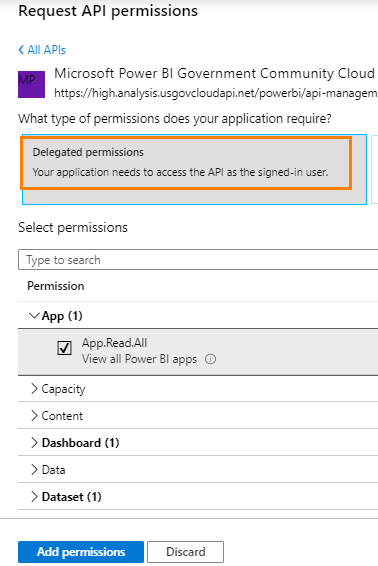 Request API permissions
All APIs
MP
Microsoft Power BI Government Community Cloud
https://high.analysis.usgovcloudapi.net/powerbi/api-managem
What type of permissions does your application require?
Delegated permissions
Your application needs to access the API as the signed-in user.
Select permissions
Type to search
Permission
App (1)
App.Read.All
View all Power BI apps
Capacity
Content
Dashboard (1)
Data
Dataset (1)
Add permissions Discard